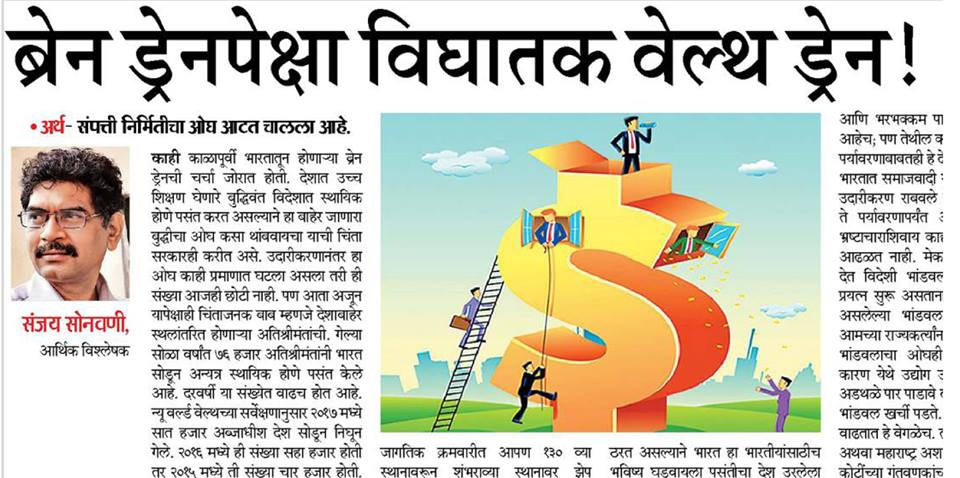 ब्रेन ड्रेनपेक्षा विघातक वेल्थ ड्रेन!
• अर्थ- संपत्ती निर्मितीचा ओघ आटत चालला आहे.
संजय सोनवणी,
आर्थिक विश्लेषक
काही काळापूर्वी भारतातून होणाऱ्या ब्रेन
ड्रेनची चर्चा जोरात होती. देशात उच्च
शिक्षण घेणारे बुद्धिवंत विदेशात स्थायिक
होणे पसंत करत असल्याने हा बाहेर जाणारा
बुद्धीचा ओघ कसा थांबवायचा याची चिंता
सरकारही करीत असे. उदारीकरणानंतर हा
ओघ काही प्रमाणात घटला असला तरी ही
संख्या आजही छोटी नाही. पण आता अजून
यापेक्षाही चिंताजनक बाब म्हणजे देशाबाहेर
स्थलांतरित होणाऱ्या अतिश्रीमंतांची. गेल्या
सोळा वर्षांत ७६ हजार अतिश्रीमंतांनी भारत
सोडून अन्यत्र स्थायिक होणे पसंत केले
आहे. दरवर्षी या संख्येत वाढच होत आहे.
न्यू वर्ल्ड वेल्थच्या सर्वेक्षणानुसार २०१७ मध्ये
सात हजार अब्जाधीश देश सोडून निघून
गेले. २०१६ मध्ये ही संख्या सहा हजार होती
तर २०१५ मध्ये ती संख्या चार हजार होती.
जागतिक क्रमवारीत आपण १३० व्या
स्थानावरून शंभराव्या स्थानावर झेप
ठरत असल्याने भारत हा भारतीयांसाठीच
भविष्य घडवायला पसंतीचा देश उरलेला
आणि भरभक्कम पा
आहेच; पण तेथील क
पर्यावरणाबाबतही हे दे
भारतात समाजवादी
उदारीकरण राबवले
ते पर्यावरणापर्यंत
भ्रष्टाचाराशिवाय काह
आढळत नाही. मेक
देत विदेशी भांडवल
प्रयत्न सुरू असतान
असलेल्या भांडवल
आमच्या राज्यकर्त्यांन
भांडवलाचा ओघही
कारण येथे उद्योग उ
अडथळे पार पाडावे ल
भांडवल खर्ची पडते.
वाढतात हे वेगळेच. त
अथवा महाराष्ट्र अश
कोटींच्या गुंतवणकांच